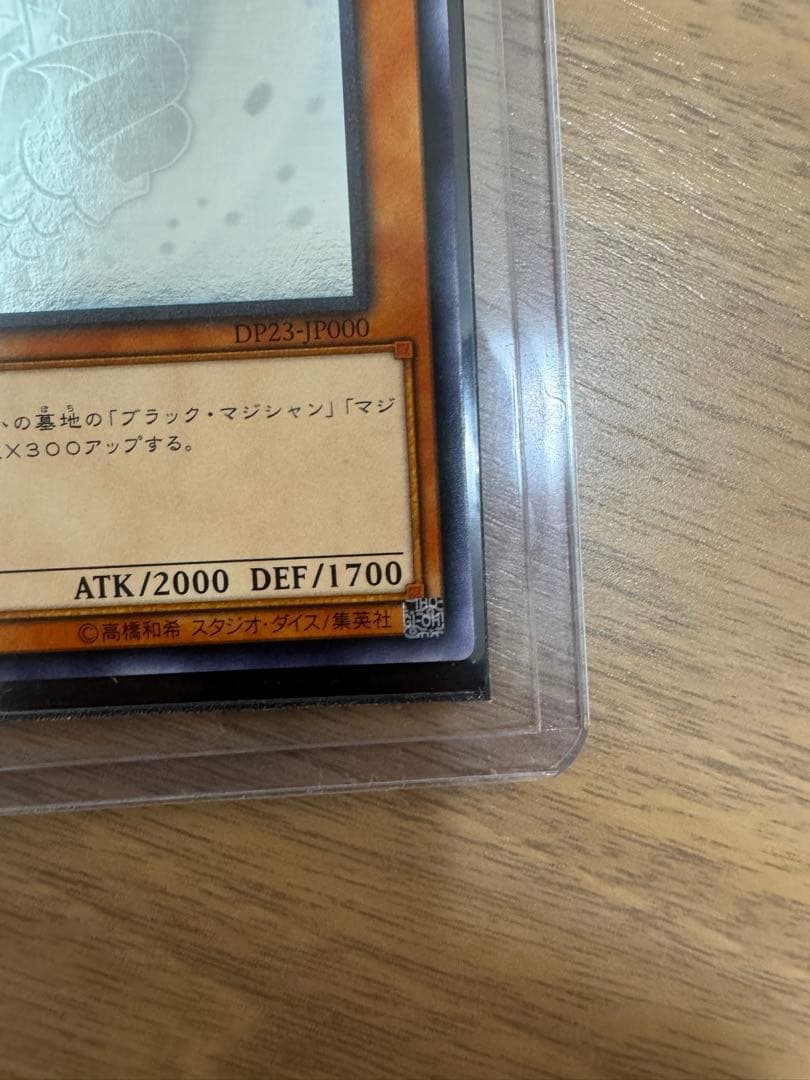 DP23-JP000
の墓地の「ブラック・マジシャン」「マジ
はち
×300アップする。
ATK/2000 DEF/1700
©高橋和希 スタジオ・ダイス/集英社